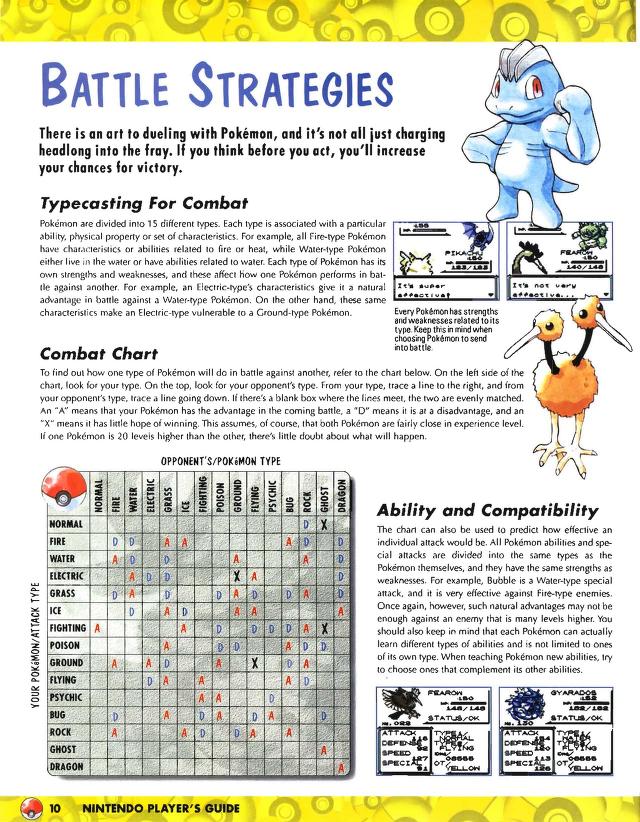 BATTLE STRATEGIES
There is an art to dueling with Pokémon, and it's not all just charging
headlong into the fray. If you think before you act, you'll increase
your chances for victory.
Typecasting For Combat
Pokémon are divided into 15 different types. Each type is associated with a particular
ability, physical property or set of characteristics. For example, all Fire-type Pokémon
have characteristics or abilities related to fire or heat, while Water-type Pokémon
either live in the water or have abilities related to water. Each type of Pokémon has its
own strengths and weaknesses, and these affect how one Pokémon performs in bat-
tle against another. For example, an Electric-type's characteristics give it a natural
advantage in battle against a Water-type Pokémon. On the other hand, these same
characteristics make an Electric-type vulnerable to a Ground-type Pokémon.
PIKACHU
It's super
effective!
FEAROW
It's not very
effective...
Every Pokémon has strengths
and weaknesses related to its
type. Keep this in mind when
choosing Pokémon to send
into battle.
Combat Chart
To find out how one type of Pokémon will do in battle against another, refer to the chart below. On the left side of the
chart, look for your type. On the top, look for your opponent's type. From your type, trace a line to the right, and from
your opponent's type, trace a line going down. If there's a blank box where the lines meet, the two are evenly matched.
An "A" means that your Pokémon has the advantage in the coming battle, a "D" means it is at a disadvantage, and an
"X" means it has little hope of winning. This assumes, of course, that both Pokémon are fairly close in experience level.
If one Pokémon is 20 levels higher than the other, there's little doubt about what will happen.
OPPONENT'S/POKéMON TYPE
NORMAL FIRE WATER ELECTRIC GRASS ICE FIGHTING POISON GROUND FLYING PSYCHIC BUG ROCK GHOST DRAGON
YOUR POKéMON/ATTACK TYPE
NORMAL D X
FIRE D D A A A D D
WATER A D D A A D
ELECTRIC A D D X A D
GRASS D A D D A D D A D
ICE D A D A A A
FIGHTING A A D D D D A X
POISON A D D A D D
GROUND A A D A X D A
FLYING D A A A D
PSYCHIC A A D
BUG D A D A D A D
ROCK A A D D A A
GHOST A
DRAGON A
Ability and Compatibility
The chart can also be used to predict how effective an
individual attack would be. All Pokémon abilities and spe-
cial attacks are divided into the same types as the
Pokémon themselves, and they have the same strengths as
weaknesses. For example, Bubble is a Water-type special
attack, and it is very effective against Fire-type enemies.
Once again, however, such natural advantages may not be
enough against an enemy that is many levels higher. You
should also keep in mind that each Pokémon can actually
learn different types of abilities and is not limited to ones
of its own type. When teaching Pokémon new abilities, try
to choose ones that complement its other abilities.
FEAROW
STATUS/OK
ATTACK
DEFENSE
SPEED
SPECIAL
NORMAL
FLYING
YELLOW
GYARADOS
STATUS/OK
No. 130
ATTACK
DEFENSE
SPEED
SPECIAL
WATER
FLYING
YELLOW
10 NINTENDO PLAYER'S GUIDE